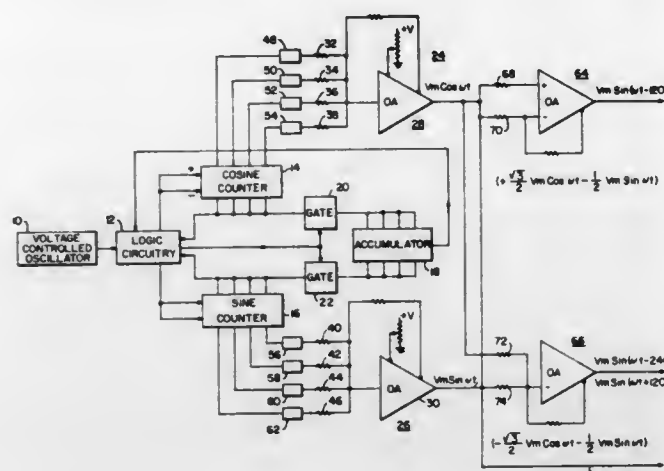 +V
48
32
24
50
34
52
36
54
38
OA
28
Vm Cos ωt
68
64
+
OA
-
Vm Sin ωt-120
70
(+ √3/2 Vm Cos ωt - 1/2 Vm Sin ωt)
+
-
COSINE
COUNTER
14
20
GATE
10
12
VOLTAGE
CONTROLLED
OSCILLATOR
LOGIC
CIRCUITRY
ACCUMULATOR
18
GATE
22
SINE
COUNTER
16
+V
56
40
58
42
60
44
62
46
OA
30
26
Vm Sin ωt
72
66
OA
-
74
Vm Sin ωt-24
Vm Sin ωt+120
(- √3/2 Vm Cos ωt - 1/2 Vm Sin ωt)